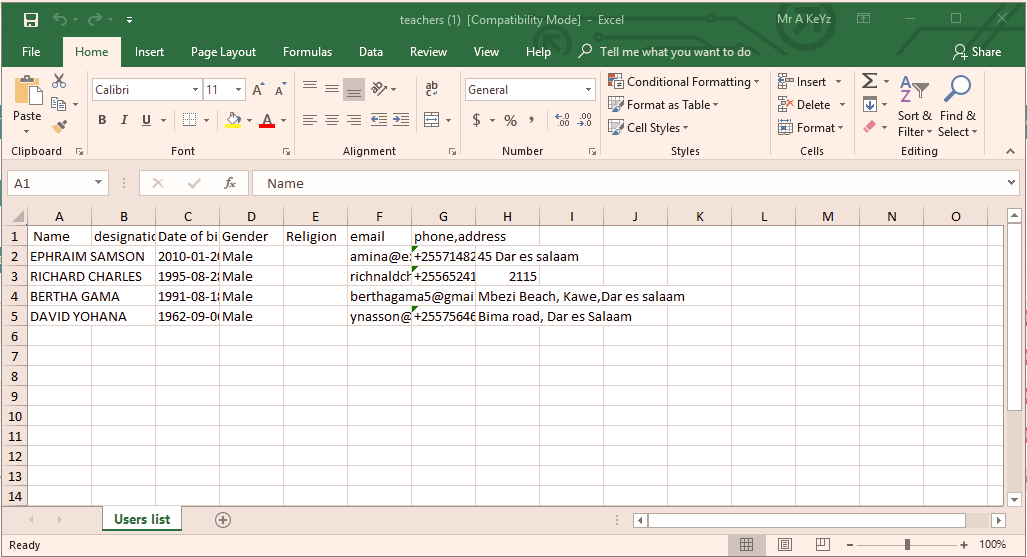 teachers (1) [Compatibility Mode] - Excel
Mr A KeYz
File Home Insert Page Layout Formulas Data Review View Help Tell me what you want to do Share
Paste
Calibri 11
General
Conditional Formatting
Format as Table
Cell Styles
Insert
Delete
Format
Sort & Filter
Find & Select
Clipboard Font Alignment Number Styles Cells Editing
A1 fx Name
A B C D E F G H I J K L M N O
1 Name designatio Date of bi Gender Religion email phone,address
2 EPHRAIM SAMSON 2010-01-20 Male amina@e +25571482 45 Dar es salaam
3 RICHARD CHARLES 1995-08-28 Male richnaldch +25565241 2115
4 BERTHA GAMA 1991-08-18 Male berthagama5@gmai Mbezi Beach, Kawe,Dar es salaam
5 DAVID YOHANA 1962-09-06 Male ynasson@ +25575646 Bima road, Dar es Salaam
6
7
8
9
10
11
12
13
14
Users list
Ready
100%